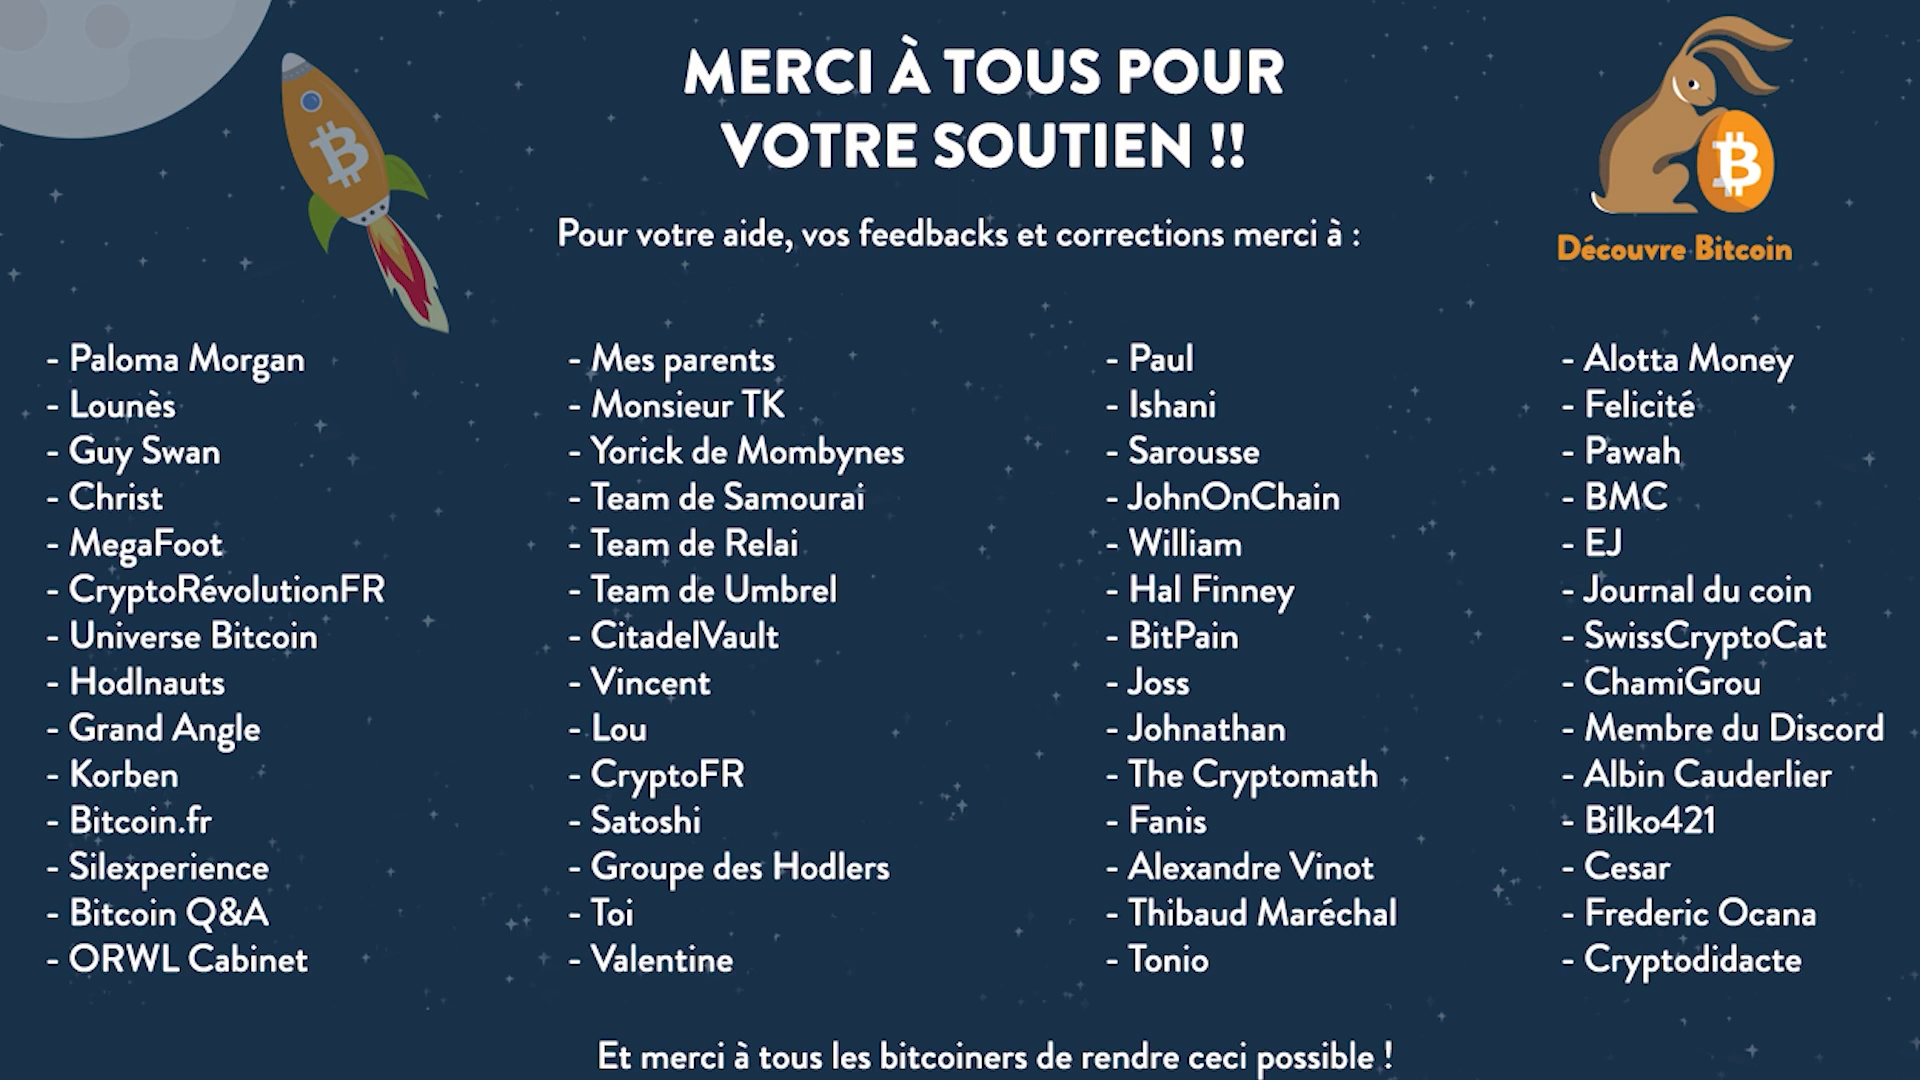 MERCI À TOUS POUR
VOTRE SOUTIEN !!
Découvre Bitcoin
Pour votre aide, vos feedbacks et corrections merci à :
- Paloma Morgan
- Lounès
- Guy Swan
- Christ
- MegaFoot
- CryptoRévolutionFR
- Universe Bitcoin
- Hodlnauts
- Grand Angle
- Korben
- Bitcoin.fr
- Silexperience
- Bitcoin Q&A
- ORWL Cabinet
- Mes parents
- Monsieur TK
- Yorick de Mombynes
- Team de Samourai
- Team de Relai
- Team de Umbrel
- CitadelVault
- Vincent
- Lou
- CryptoFR
- Satoshi
- Groupe des Hodlers
- Toi
- Valentine
- Paul
- Ishani
- Sarousse
- JohnOnChain
- William
- Hal Finney
- BitPain
- Joss
- Johnathan
- The Cryptomath
- Fanis
- Alexandre Vinot
- Thibaud Maréchal
- Tonio
- Alotta Money
- Felicité
- Pawah
- BMC
- EJ
- Journal du coin
- SwissCryptoCat
- ChamiGrou
- Membre du Discord
- Albin Cauderlier
- Bilko421
- Cesar
- Frederic Ocana
- Cryptodidacte
Et merci à tous les bitcoiners de rendre ceci possible !